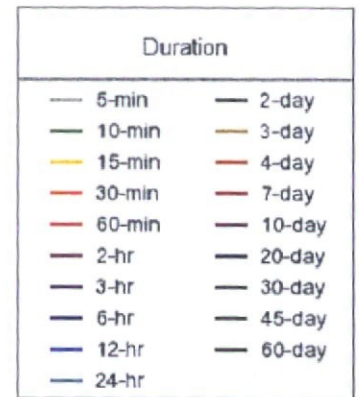 Duration
5-min
10-min
15-min
30-min
60-min
2-hr
3-hr
6-hr
12-hr
24-hr
2-day
3-day
4-day
7-day
10-day
20-day
30-day
45-day
60-day